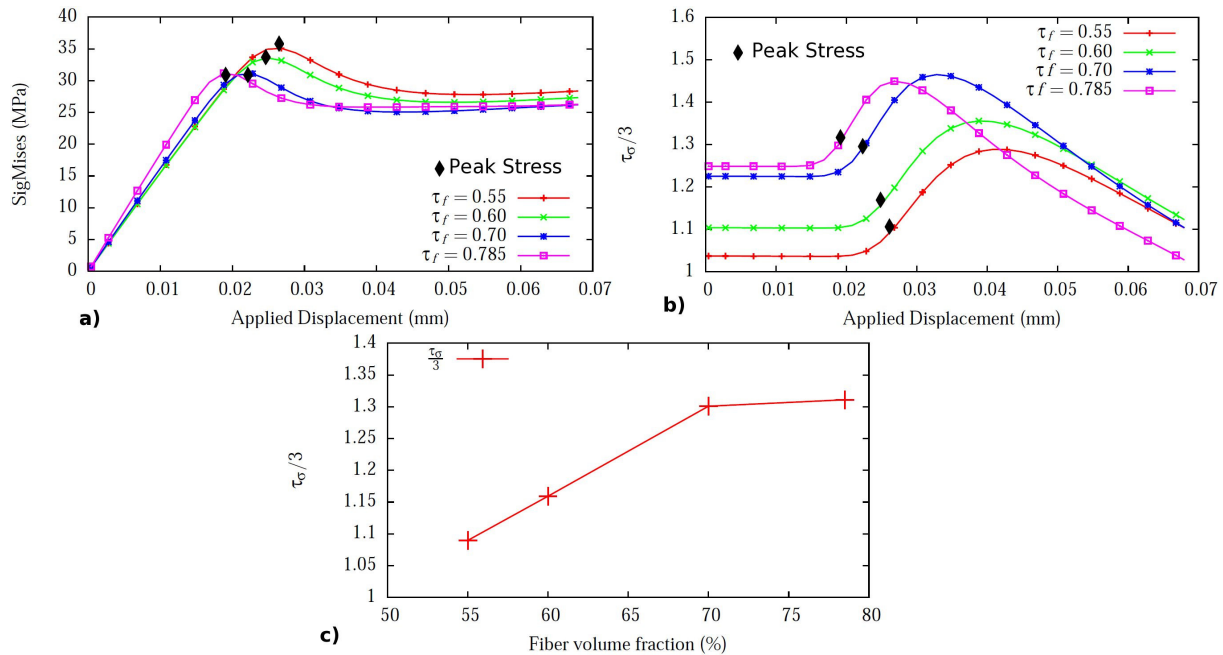 40
35
30
25
20
15
10
5
0
SigMises (MPa)
Peak Stress
τf = 0.55
τf = 0.60
τf = 0.70
τf = 0.785
0 0.01 0.02 0.03 0.04 0.05 0.06 0.07
a)
Applied Displacement (mm)
1.6
1.5
1.4
1.3
1.2
1.1
1
τσ/3
Peak Stress
τf = 0.55
τf = 0.60
τf = 0.70
τf = 0.785
0 0.01 0.02 0.03 0.04 0.05 0.06 0.07
b)
Applied Displacement (mm)
1.4
1.35
1.3
1.25
1.2
1.15
1.1
1.05
1
τσ/3
τσ/3
50 55 60 65 70 75 80
c)
Fiber volume fraction (%)